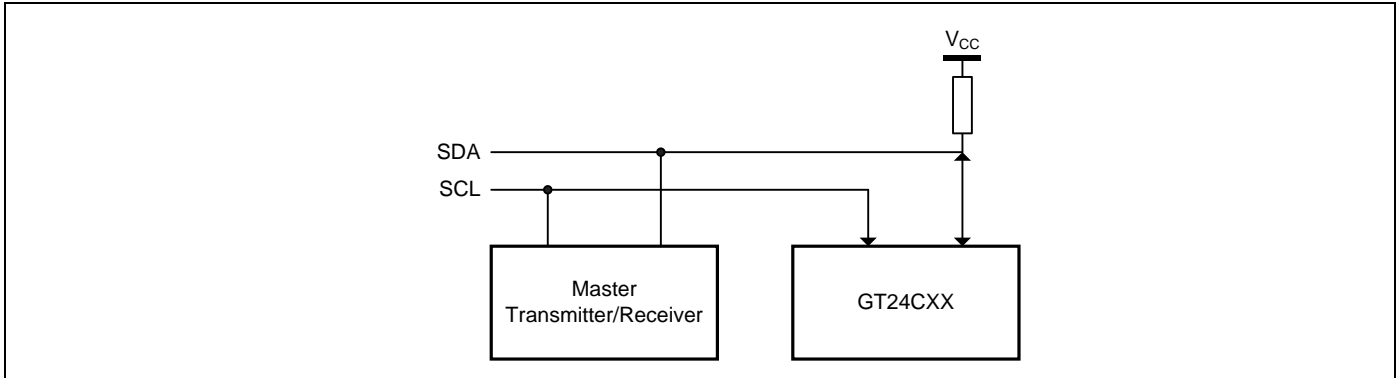 VCC
SDA
SCL
Master
Transmitter/Receiver
GT24CXX